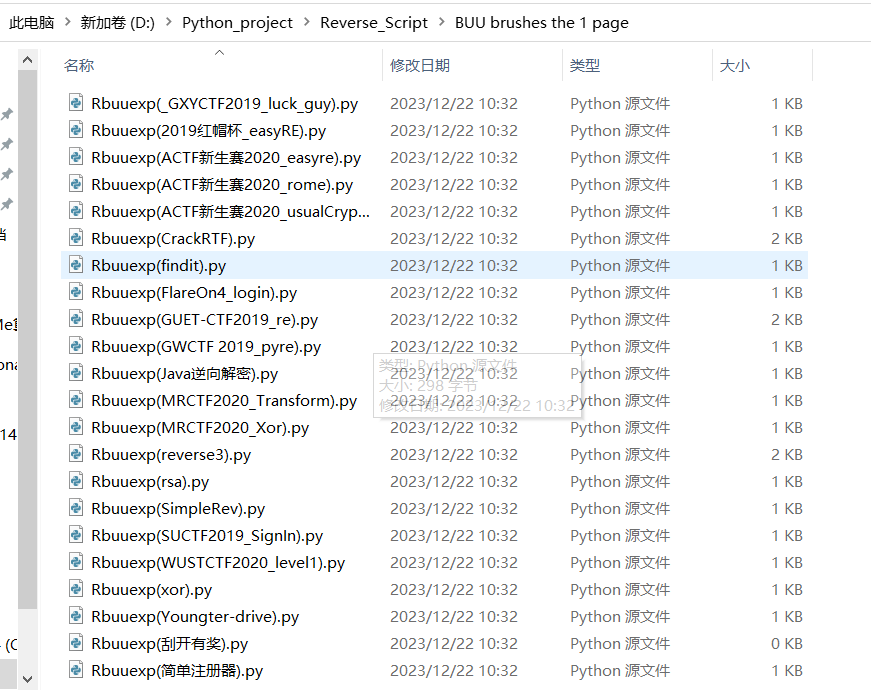 此电脑 > 新加卷 (D:) > Python_project > Reverse_Script > BUU brushes the 1 page
名称 修改日期 类型 大小
Rbuuexp(_GXYCTF2019_luck_guy).py 2023/12/22 10:32 Python 源文件 1 KB
Rbuuexp(2019红帽杯_easyRE).py 2023/12/22 10:32 Python 源文件 1 KB
Rbuuexp(ACTF新生赛2020_easyre).py 2023/12/22 10:32 Python 源文件 1 KB
Rbuuexp(ACTF新生赛2020_rome).py 2023/12/22 10:32 Python 源文件 1 KB
Rbuuexp(ACTF新生赛2020_usualCryp... 2023/12/22 10:32 Python 源文件 1 KB
Rbuuexp(CrackRTF).py 2023/12/22 10:32 Python 源文件 2 KB
Rbuuexp(findit).py 2023/12/22 10:32 Python 源文件 1 KB
Rbuuexp(FlareOn4_login).py 2023/12/22 10:32 Python 源文件 1 KB
Rbuuexp(GUET-CTF2019_re).py 2023/12/22 10:32 Python 源文件 2 KB
Rbuuexp(GWCTF 2019_pyre).py 2023/12/22 10:32 Python 源文件 1 KB
类型: Python 源文件
Rbuuexp(Java逆向解密).py 2023/12/22 10:32 Python 源文件 1 KB
大小: 298 字节
Rbuuexp(MRCTF2020_Transform).py 2023/12/22 10:32 Python 源文件 1 KB
修改日期: 2023/12/22 10:32
Rbuuexp(MRCTF2020_Xor).py 2023/12/22 10:32 Python 源文件 1 KB
14
Rbuuexp(reverse3).py 2023/12/22 10:32 Python 源文件 2 KB
Rbuuexp(rsa).py 2023/12/22 10:32 Python 源文件 1 KB
Rbuuexp(SimpleRev).py 2023/12/22 10:32 Python 源文件 1 KB
Rbuuexp(SUCTF2019_SignIn).py 2023/12/22 10:32 Python 源文件 1 KB
Rbuuexp(WUSTCTF2020_level1).py 2023/12/22 10:32 Python 源文件 1 KB
Rbuuexp(xor).py 2023/12/22 10:32 Python 源文件 1 KB
Rbuuexp(Youngter-drive).py 2023/12/22 10:32 Python 源文件 1 KB
Rbuuexp(刮开有奖).py 2023/12/22 10:32 Python 源文件 0 KB
Rbuuexp(简单注册器).py 2023/12/22 10:32 Python 源文件 1 KB